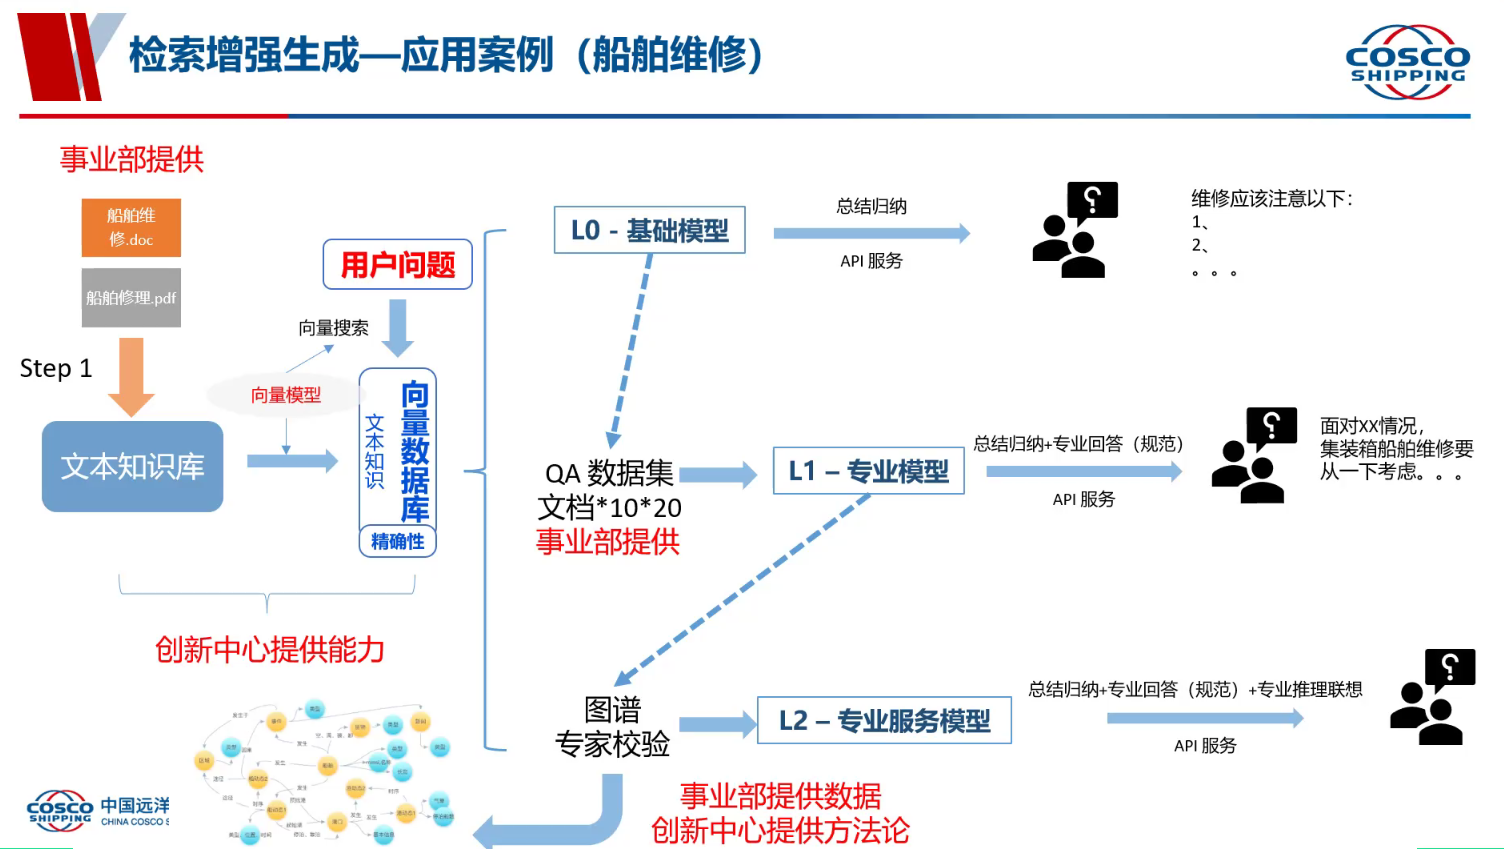 检索增强生成—应用案例（船舶维修）
COSCO
SHIPPING
事业部提供
船舶维
修.doc
船舶修理.pdf
Step 1
文本知识库
向量模型
向量搜索
用户问题
文本知识
向量数据库
精确性
创新中心提供能力
L0 - 基础模型
总结归纳
API 服务
维修应该注意以下：
1、
2、
。。。
QA 数据集
文档*10*20
事业部提供
L1 – 专业模型
总结归纳+专业回答（规范）
API 服务
面对XX情况，
集装箱船舶维修要
从一下考虑。。。
图谱
专家校验
L2 – 专业服务模型
总结归纳+专业回答（规范）+专业推理联想
API 服务
事业部提供数据
创新中心提供方法论
COSCO
SHIPPING
中国远洋
CHINA COSCO S